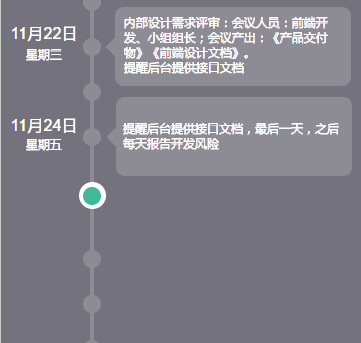 11月22日
星期三
内部设计需求评审：会议人员：前端开
发、小组组长；会议产出：《产品交付
物》《前端设计文档》。
提醒后台提供接口文档
11月24日
星期五
提醒后台提供接口文档，最后一天，之后
每天报告开发风险